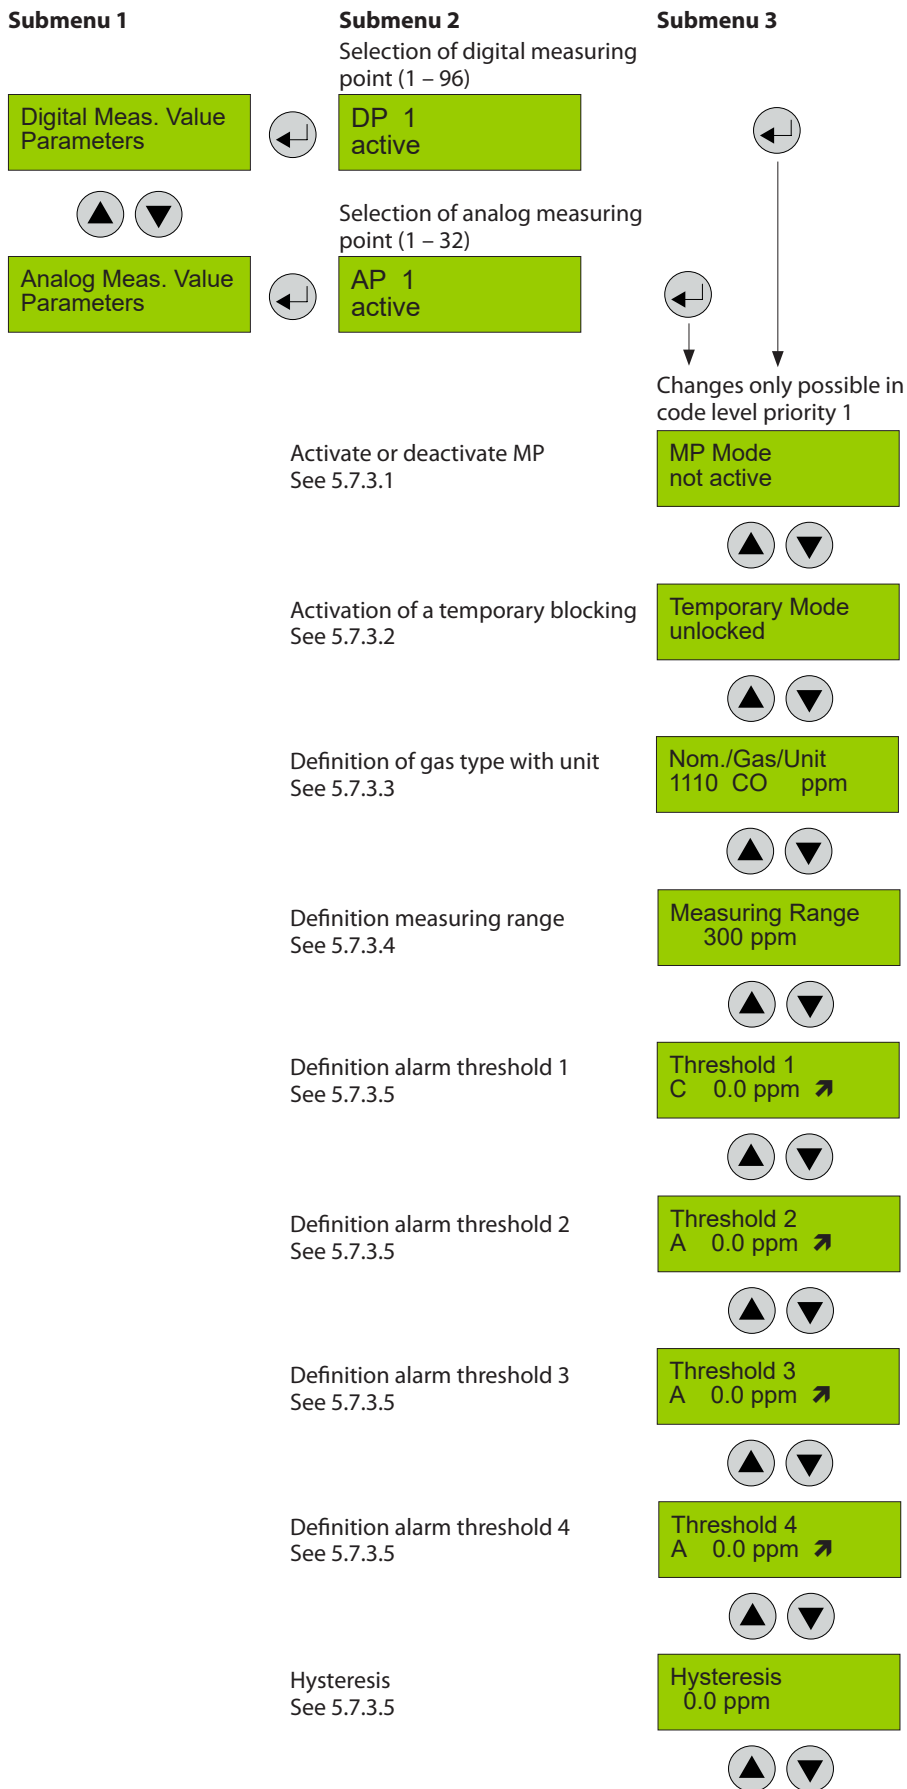 Submenu 1
Submenu 2
Submenu 3
Selection of digital measuring
point (1 – 96)
Digital Meas. Value
Parameters
DP 1
active
Selection of analog measuring
point (1 – 32)
Analog Meas. Value
Parameters
AP 1
active
Changes only possible in
code level priority 1
Activate or deactivate MP
See 5.7.3.1
MP Mode
not active
Activation of a temporary blocking
See 5.7.3.2
Temporary Mode
unlocked
Definition of gas type with unit
See 5.7.3.3
Nom./Gas/Unit
1110 CO ppm
Definition measuring range
See 5.7.3.4
Measuring Range
300 ppm
Definition alarm threshold 1
See 5.7.3.5
Threshold 1
C 0.0 ppm
Definition alarm threshold 2
See 5.7.3.5
Threshold 2
A 0.0 ppm
Definition alarm threshold 3
See 5.7.3.5
Threshold 3
A 0.0 ppm
Definition alarm threshold 4
See 5.7.3.5
Threshold 4
A 0.0 ppm
Hysteresis
See 5.7.3.5
Hysteresis
0.0 ppm